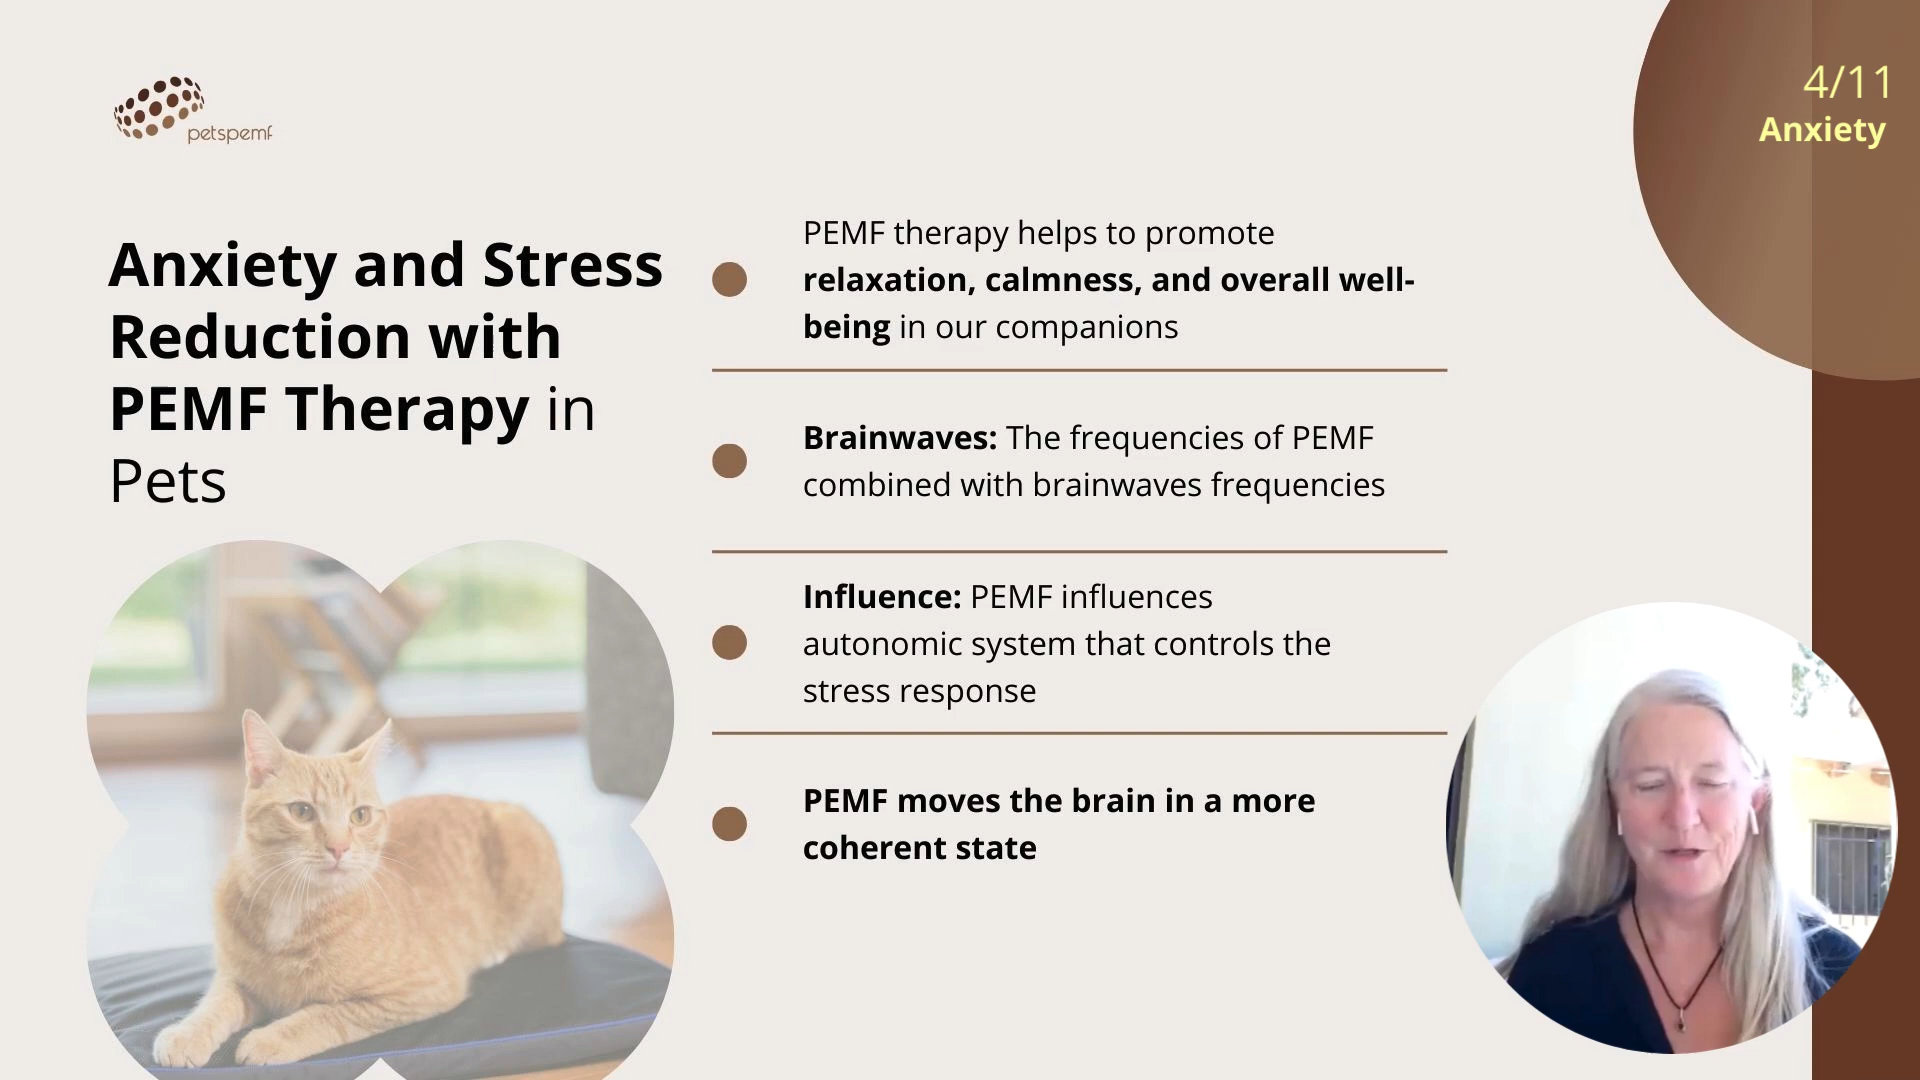 petspemf
4/11
Anxiety
Anxiety and Stress
Reduction with
PEMF Therapy in
Pets
PEMF therapy helps to promote
relaxation, calmness, and overall well-
being in our companions
Brainwaves: The frequencies of PEMF
combined with brainwaves frequencies
Influence: PEMF influences
autonomic system that controls the
stress response
PEMF moves the brain in a more
coherent state